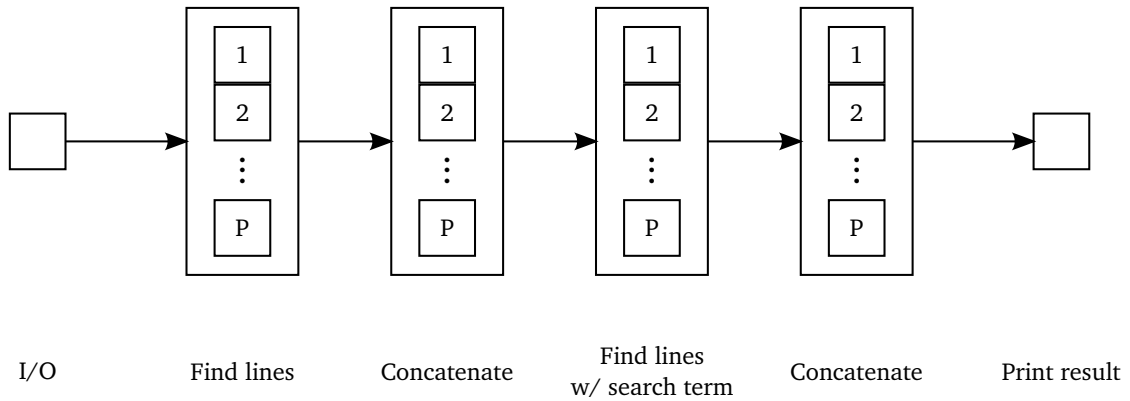 1 1 1 1
2 2 2 2
⋮ ⋮ ⋮ ⋮
P P P P
I/O Find lines Concatenate Find lines w/ search term Concatenate Print result